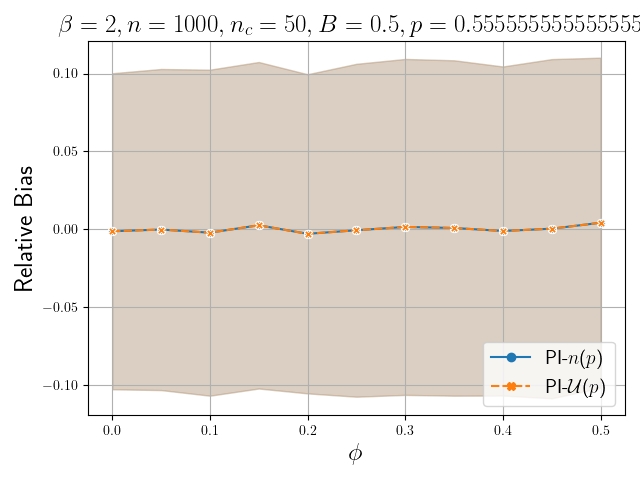 β = 2, n = 1000, n_c = 50, B = 0.5, p = 0.555555555555555
Relative Bias
0.10
0.05
0.00
−0.05
−0.10
PI-n(p)
PI-𝒰(p)
0.0 0.1 0.2 0.3 0.4 0.5
ϕ